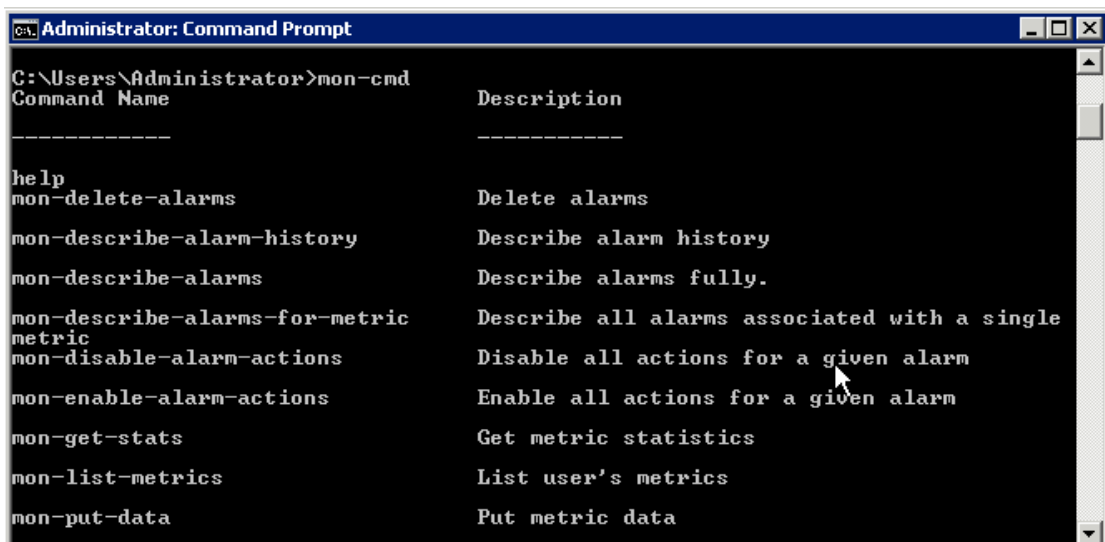 Administrator: Command Prompt
C:\Users\Administrator>mon-cmd
Command Name Description
------------ -----------
help
mon-delete-alarms Delete alarms
mon-describe-alarm-history Describe alarm history
mon-describe-alarms Describe alarms fully.
mon-describe-alarms-for-metric Describe all alarms associated with a single
metric
mon-disable-alarm-actions Disable all actions for a given alarm
mon-enable-alarm-actions Enable all actions for a given alarm
mon-get-stats Get metric statistics
mon-list-metrics List user's metrics
mon-put-data Put metric data